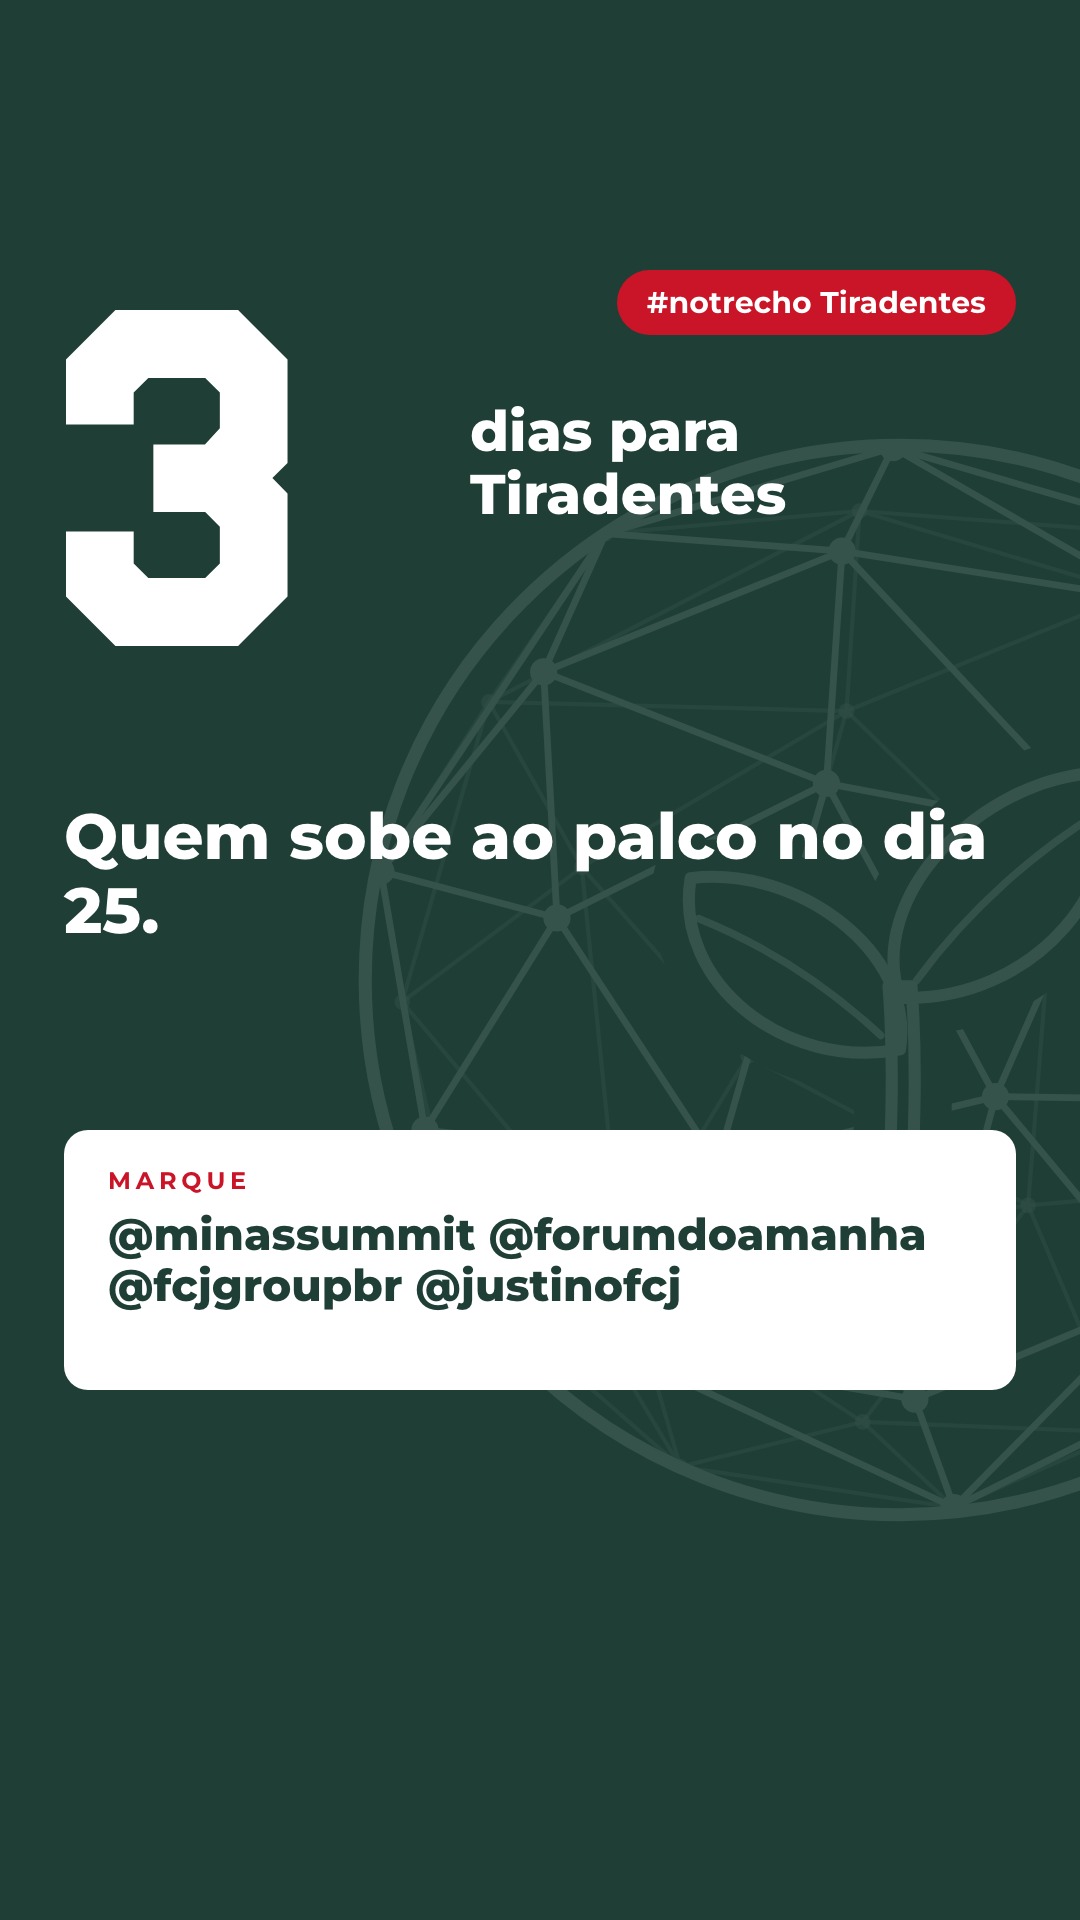 #notrecho Tiradentes
3
dias para
Tiradentes
Quem sobe ao palco no dia
25.
MARQUE
@minassummit @forumdoamanha
@fcjgroupbr @justinofcj